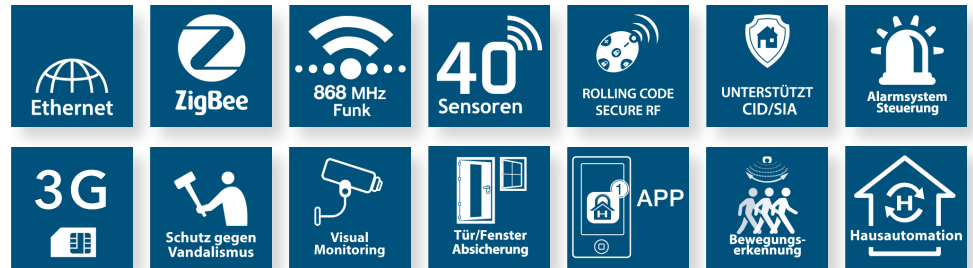 Ethernet
ZigBee
868 MHz
Funk
40
Sensoren
ROLLING CODE
SECURE RF
UNTERSTÜTZT
CID/SIA
Alarmsystem
Steuerung
3G
Schutz gegen
Vandalismus
Visual
Monitoring
Tür/Fenster
Absicherung
1
H
APP
Bewegungs-
erkennung
H
Hausautomation